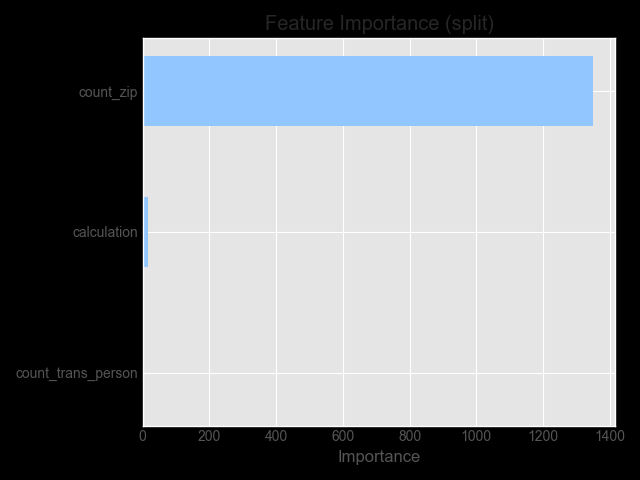 Feature Importance (split)
count_zip
calculation
count_trans_person
0 200 400 600 800 1000 1200 1400
Importance